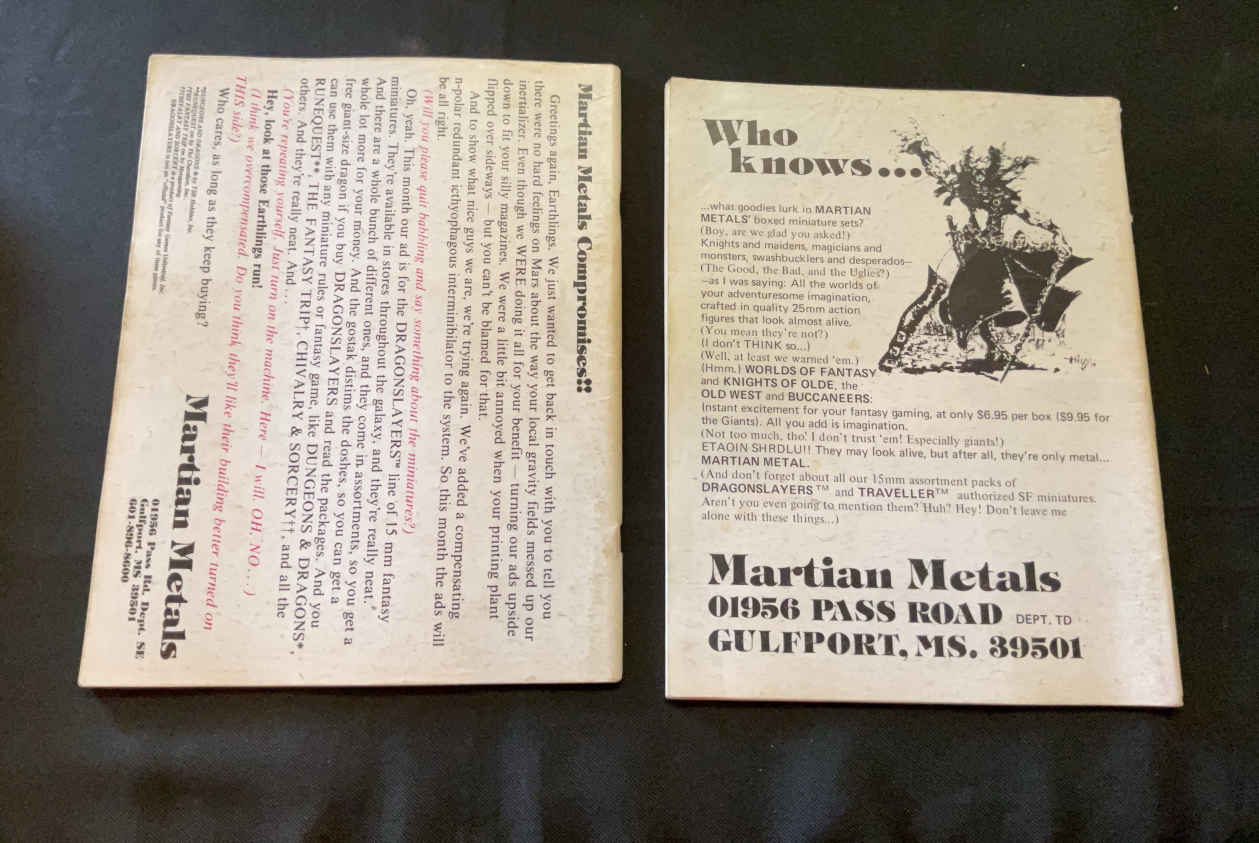 Martian Metals Compromises!!
Greetings again, Earthlings. We just wanted to get back in touch with you to tell you
there were no hard feelings on Mars about the way your local gravity fields messed up our
inertializer. Even though we WERE doing it all for your benefit — turning our ads upside
down to fit your silly magazines. We were a little bit annoyed when your printing plant
flipped over sideways — but you can't be blamed for that.
And to show what nice guys we are, we're trying again. We've added a compensating
n-polar redundant icthyophagous interminibilator to the system. So this month the ads will
be all right.
(Will you please quit babbling and say something about the miniatures?)
Oh, yeah. This month our ad is for the DRAGONSLAYERS™ line of 15 mm fantasy
miniatures. They're available in stores throughout the galaxy, and they're really neat.
And there are a whole bunch of different ones, and they come in assortments, so you get a
whole lot more for your money. And the gostak distims the doshes, so you can get a
free giant-size dragon if you buy DRAGONSLAYERS and read the packages. And you
can use them with any miniature rules or fantasy game, like DUNGEONS & DRAGONS*,
RUNEQUEST**, THE FANTASY TRIP†, CHIVALRY & SORCERY††, and all the
others. And they're really neat. And . . .
(You're repeating yourself. Just turn on the machine. Here — I will. OH, NO . . . .)
Hey, look at those Earthlings run!
(I think we overcompensated. Do you think they'll like their building better turned on
THIS side?)
Who cares, as long as they keep buying?
Martian Metals
01956 Pass Rd. Dept. SE
Gulfport, MS 39501
601-896-8600
Who
knows...
...what goodies lurk in MARTIAN
METALS' boxed miniature sets?
(Boy, are we glad you asked!)
Knights and maidens, magicians and
monsters, swashbucklers and desperados—
(The Good, the Bad, and the Uglies?)
—as I was saying: All the worlds of
your adventuresome imagination,
crafted in quality 25mm action
figures that look almost alive.
(You mean they're not?)
(I don't THINK so...)
(Well, at least we warned 'em.)
(Hmm.) WORLDS OF FANTASY
and KNIGHTS OF OLDE, the
OLD WEST and BUCCANEERS:
Instant excitement for your fantasy gaming, at only $6.95 per box ($9.95 for
the Giants). All you add is imagination.
(Not too much, tho! I don't trust 'em! Especially giants!)
ETAOIN SHRDLU!! They may look alive, but after all, they're only metal...
MARTIAN METAL.
(And don't forget about all our 15mm assortment packs of
DRAGONSLAYERS™ and TRAVELLER™ authorized SF miniatures.
Aren't you even going to mention them? Huh? Hey! Don't leave me
alone with these things...)
Martian Metals
01956 PASS ROAD DEPT. TD
GULFPORT, MS. 39501